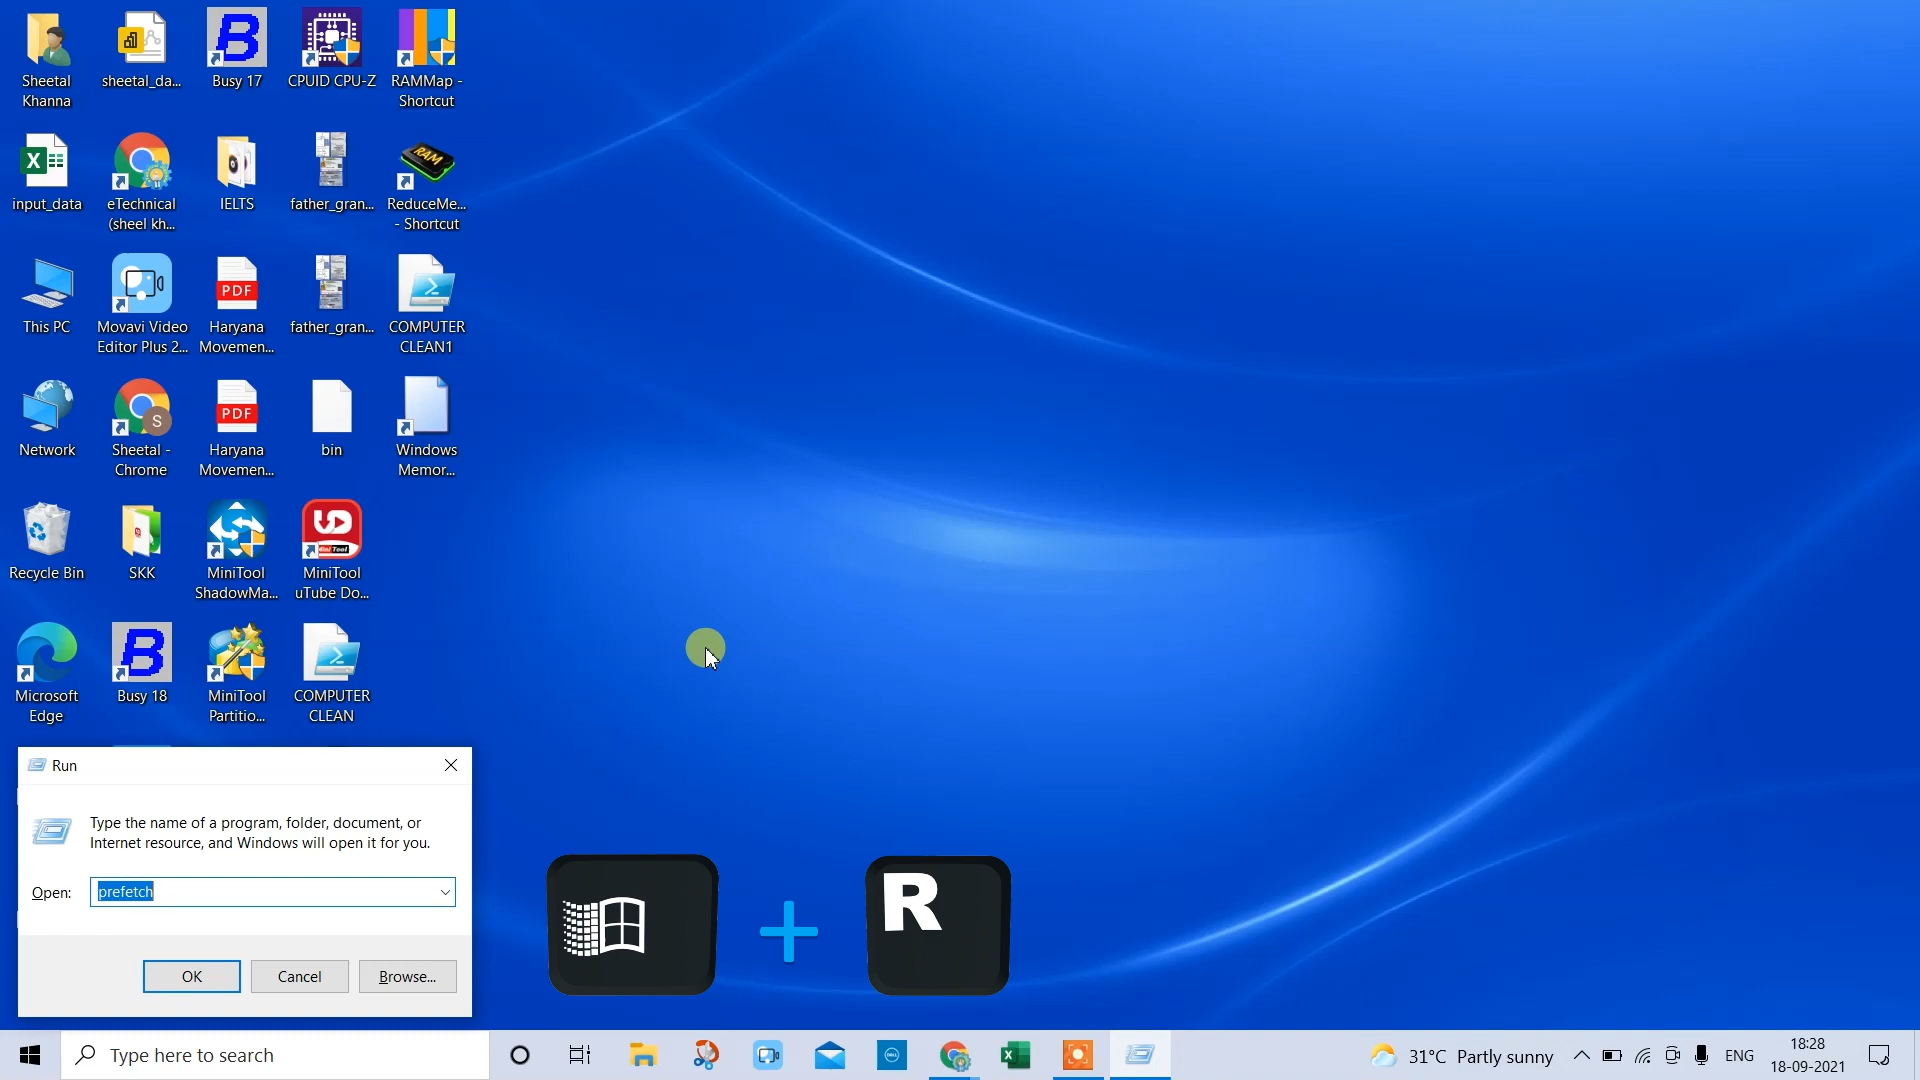 Sheetal
Khanna
sheetal_da...
Busy 17
CPUID CPU-Z
RAMMap -
Shortcut
input_data
eTechnical
(sheel kh...
IELTS
father_gran...
RAM
ReduceMe...
- Shortcut
This PC
Movavi Video
Editor Plus 2...
PDF
Haryana
Movemen...
father_gran...
COMPUTER
CLEAN1
Network
S
Sheetal -
Chrome
PDF
Haryana
Movemen...
bin
Windows
Memor...
Recycle Bin
SKK
MiniTool
ShadowMa...
MiniTool
uTube Do...
Microsoft
Edge
Busy 18
MiniTool
Partitio...
COMPUTER
CLEAN
Run
Type the name of a program, folder, document, or
Internet resource, and Windows will open it for you.
Open:
prefetch
OK
Cancel
Browse...
R
Type here to search
DELL
31°C Partly sunny
ENG
18:28
18-09-2021